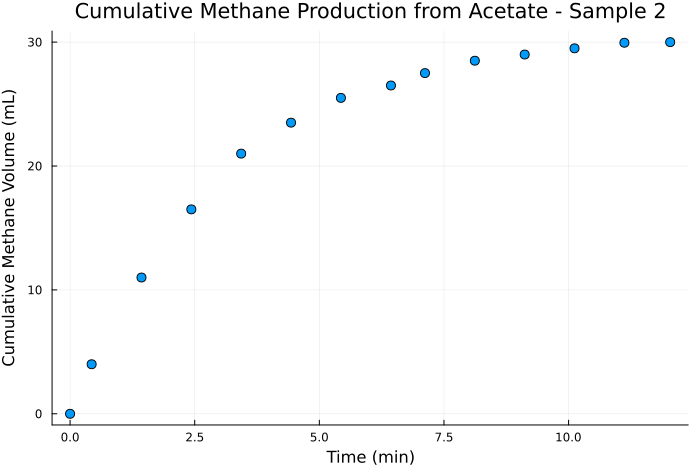 Cumulative Methane Production from Acetate - Sample 2
Cumulative Methane Volume (mL)
30
20
10
0
0.0 2.5 5.0 7.5 10.0
Time (min)